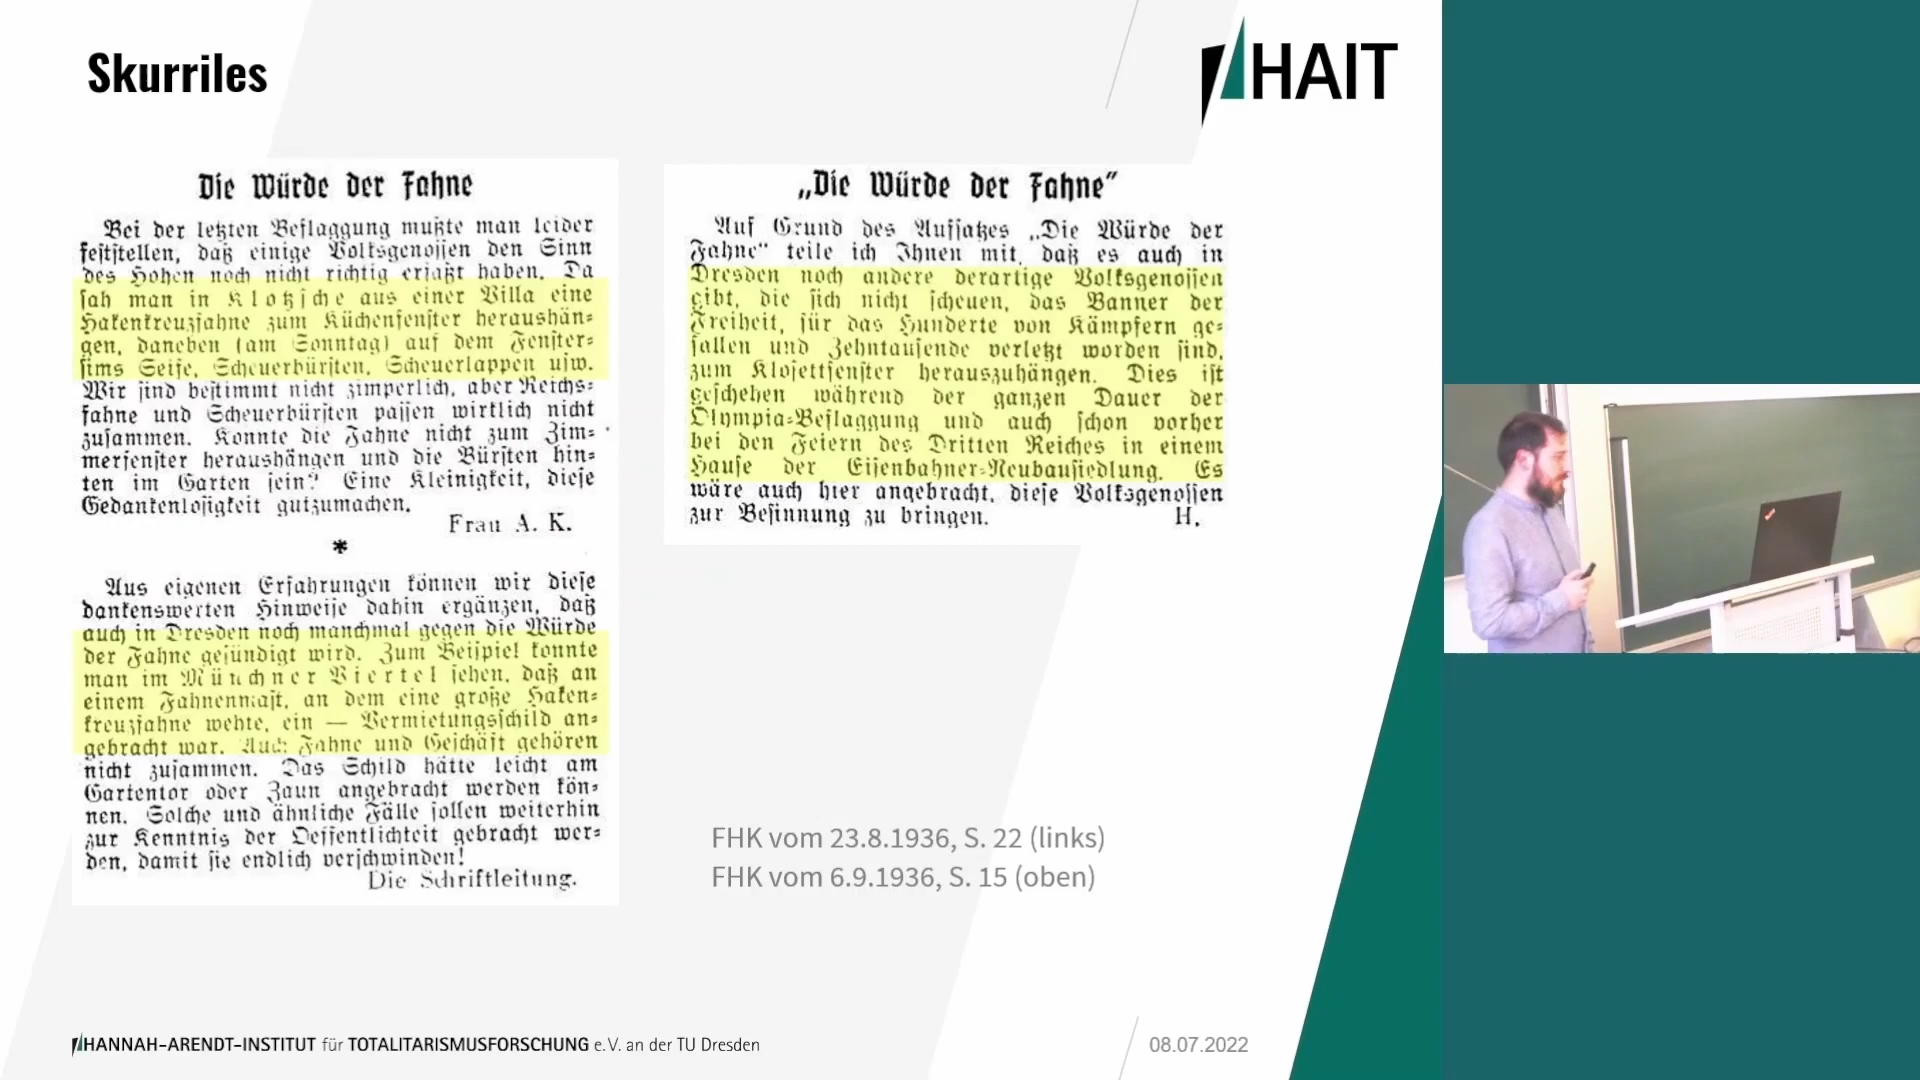 Skurriles
HAIT
Die Würde der Fahne
Bei der letzten Beflaggung mußte man leider
feststellen, daß einige Volksgenossen den Sinn
des Hohen noch nicht richtig erfaßt haben. Da
sah man in Klotzsche aus einer Villa eine
Hakenkreuzfahne zum Küchenfenster heraushän-
gen, daneben (am Sonntag) auf dem Fenster-
sims Seife, Scheuerbürsten, Scheuerlappen usw.
Wir sind bestimmt nicht zimperlich, aber Reichs-
fahne und Scheuerbürsten passen wirklich nicht
zusammen. Konnte die Fahne nicht zum Zim-
merfenster heraushängen und die Bürsten hin-
ten im Garten sein? Eine Kleinigkeit, diese
Gedankenlosigkeit gutzumachen.
Frau A. K.
*
Aus eigenen Erfahrungen können wir diese
dankenswerten Hinweise dahin ergänzen, daß
auch in Dresden noch manchmal gegen die Würde
der Fahne gesündigt wird. Zum Beispiel konnte
man im Münchner Viertel sehen, daß an
einem Fahnenmast, an dem eine große Haken-
kreuzfahne wehte, ein — Vermietungsschild an-
gebracht war. Auch Fahne und Geschäft gehören
nicht zusammen. Das Schild hätte leicht am
Gartentor oder Zaun angebracht werden kön-
nen. Solche und ähnliche Fälle sollen weiterhin
zur Kenntnis der Oeffentlichkeit gebracht wer-
den, damit sie endlich verschwinden!
Die Schriftleitung.
„Die Würde der Fahne“
Auf Grund des Aufsatzes „Die Würde der
Fahne“ teile ich Ihnen mit, daß es auch in
Dresden noch andere derartige Volksgenossen
gibt, die sich nicht scheuen, das Banner der
Freiheit, für das Hunderte von Kämpfern ge-
fallen und Zehntausende verletzt worden sind,
zum Klosettfenster herauszuhängen. Dies ist
geschehen während der ganzen Dauer der
Olympia-Beflaggung und auch schon vorher
bei den Feiern des Dritten Reiches in einem
Hause der Eisenbahner-Neubausiedlung. Es
wäre auch hier angebracht, diese Volksgenossen
zur Besinnung zu bringen. H.
FHK vom 23.8.1936, S. 22 (links)
FHK vom 6.9.1936, S. 15 (oben)
HANNAH-ARENDT-INSTITUT für TOTALITARISMUSFORSCHUNG e.V. an der TU Dresden
08.07.2022